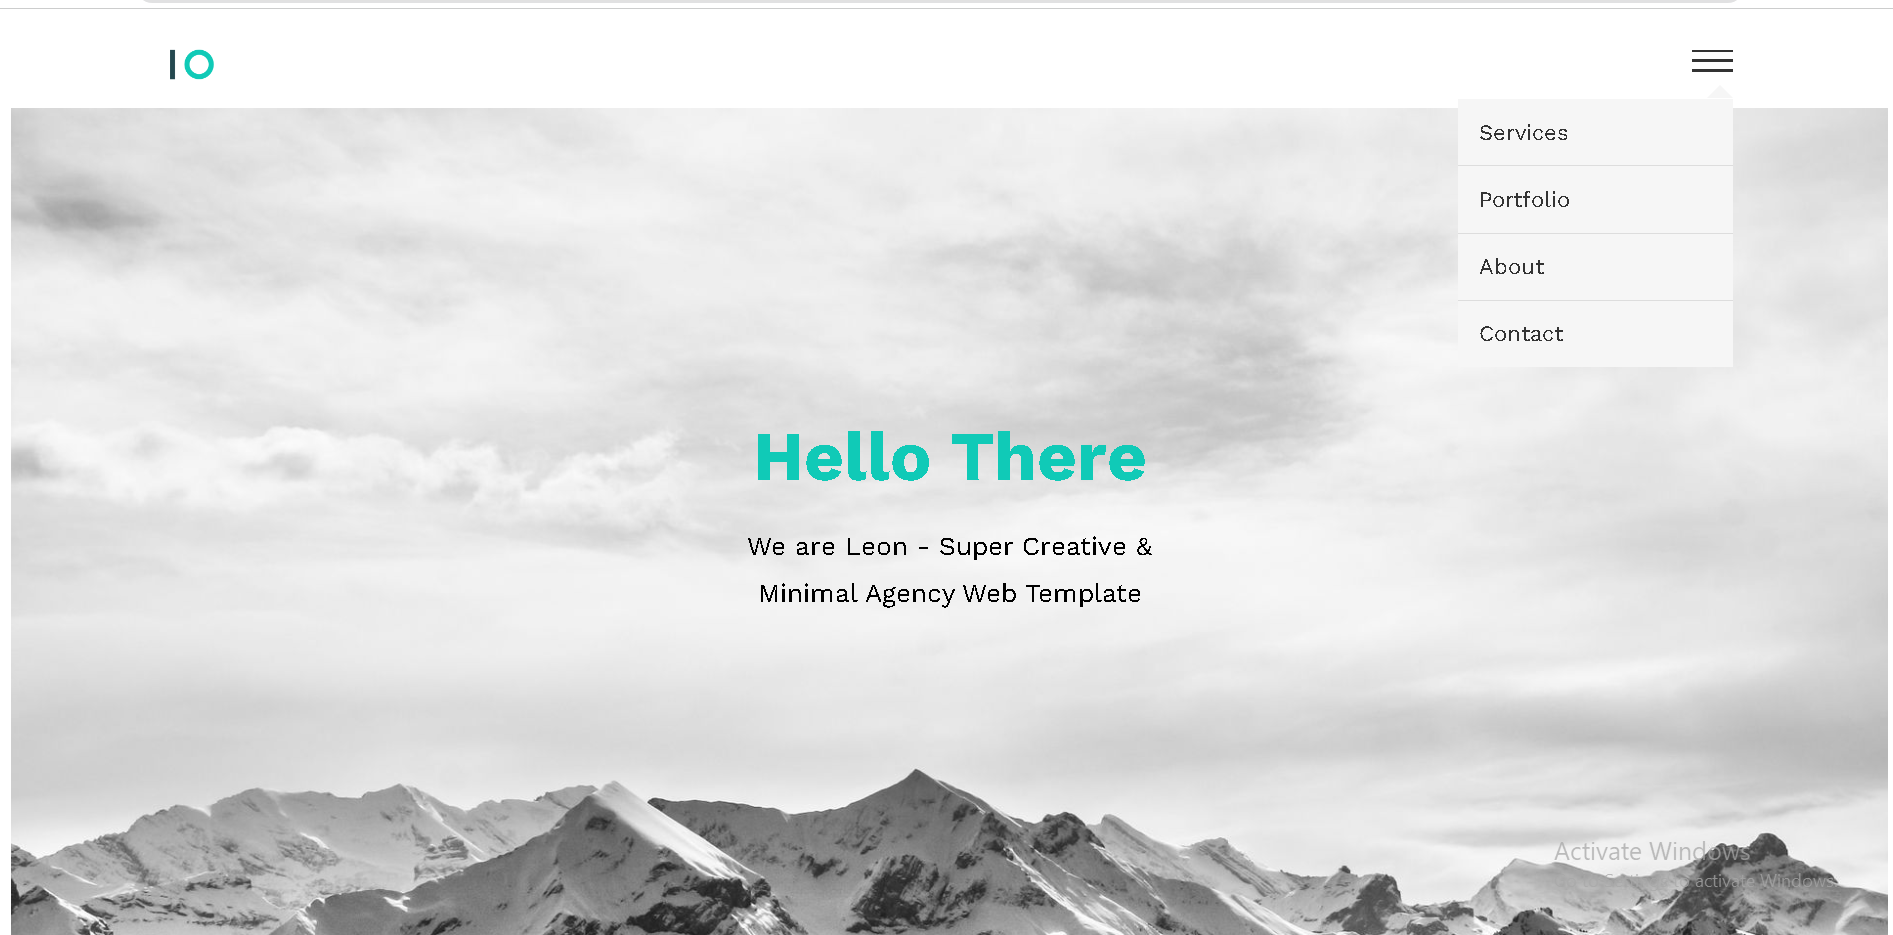 IO
Services
Portfolio
About
Contact
Hello There
We are Leon - Super Creative &
Minimal Agency Web Template
Activate Windows
activate Windows.